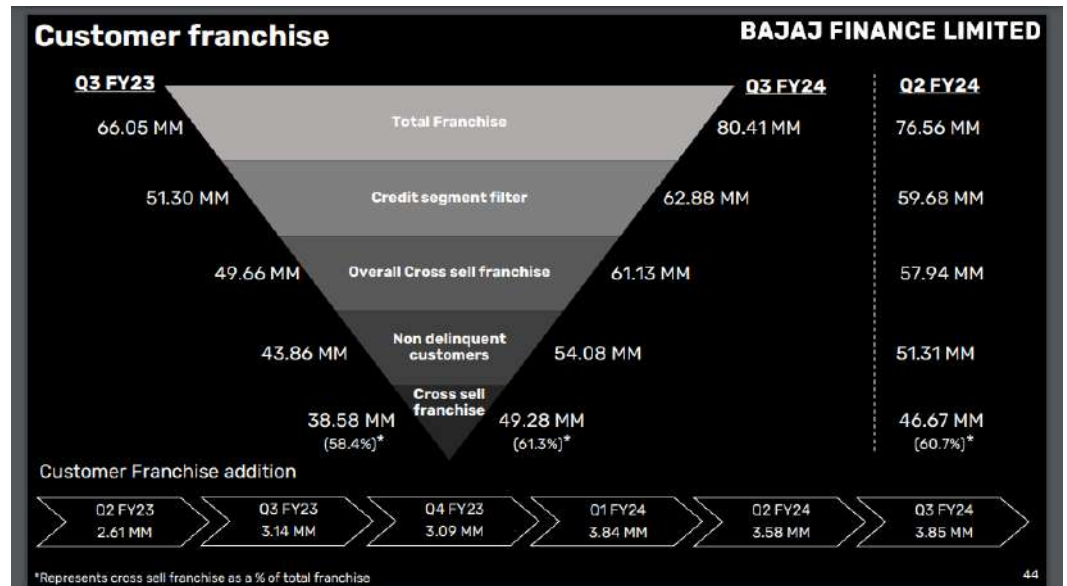 Customer franchise
BAJAJ FINANCE LIMITED
Q3 FY23
Q3 FY24
Q2 FY24
66.05 MM
Total Franchise
80.41 MM
76.56 MM
51.30 MM
Credit segment filter
62.88 MM
59.68 MM
49.66 MM
Overall Cross sell franchise
61.13 MM
57.94 MM
43.86 MM
Non delinquent
customers
54.08 MM
51.31 MM
Cross sell
franchise
38.58 MM
(58.4%)*
49.28 MM
(61.3%)*
46.67 MM
(60.7%)*
Customer Franchise addition
Q2 FY23
2.61 MM
Q3 FY23
3.14 MM
Q4 FY23
3.09 MM
Q1 FY24
3.84 MM
Q2 FY24
3.58 MM
Q3 FY24
3.85 MM
*Represents cross sell franchise as a % of total franchise
44